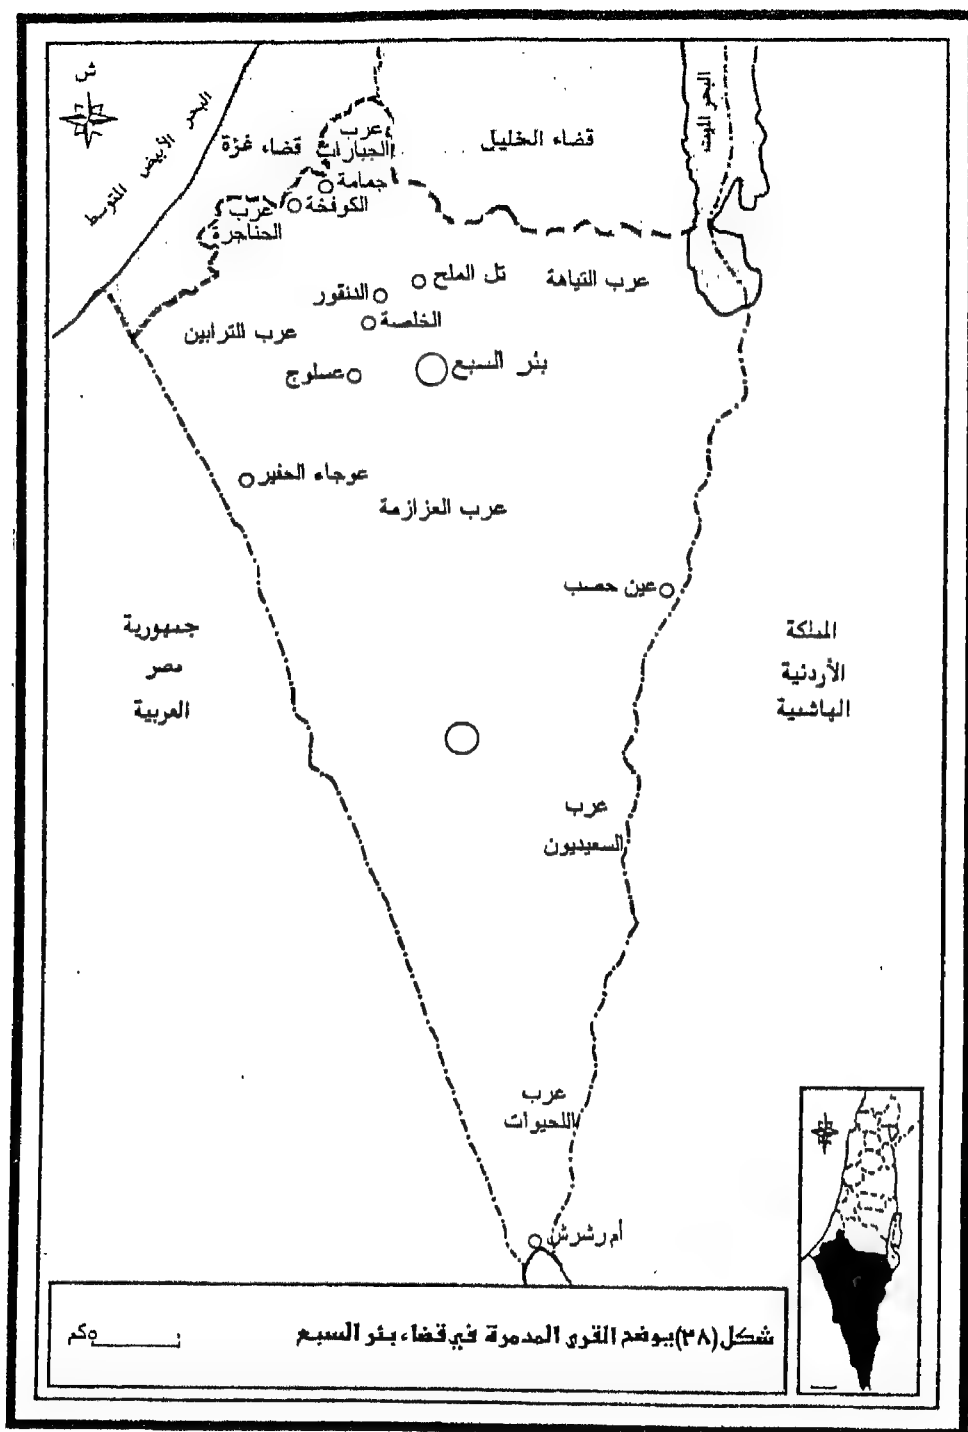 ش
البحر الأبيض المتوسط
البحر الميت
قضاء غزة
عرب
الجبارات
قضاء الخليل
جمامة
الكوفخة
عرب
الحناجرة
تل الملح
عرب التياهة
الدنقور
الخلصة
عرب الترابين
بئر السبع
عسلوج
عوجاء الحفير
عرب العزازمة
عين حصب
جمهورية
مصر
العربية
المملكة
الأردنية
الهاشمية
عرب
السعيديون
عرب
اللحيوات
أم رشرش
شكل (٣٨) يوضح القرى المدمرة في قضاء بئر السبع
٥كم